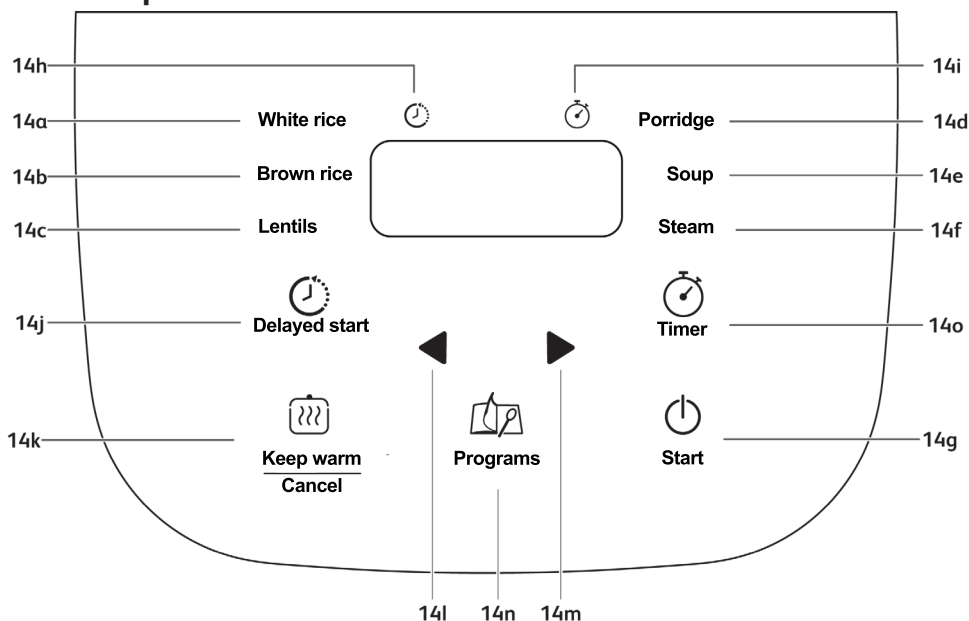 14h 14i
14a White rice Porridge 14d
14b Brown rice Soup 14e
14c Lentils Steam 14f
14j Delayed start Timer 14o
14k Keep warm Programs Start 14g
Cancel
14l 14n 14m